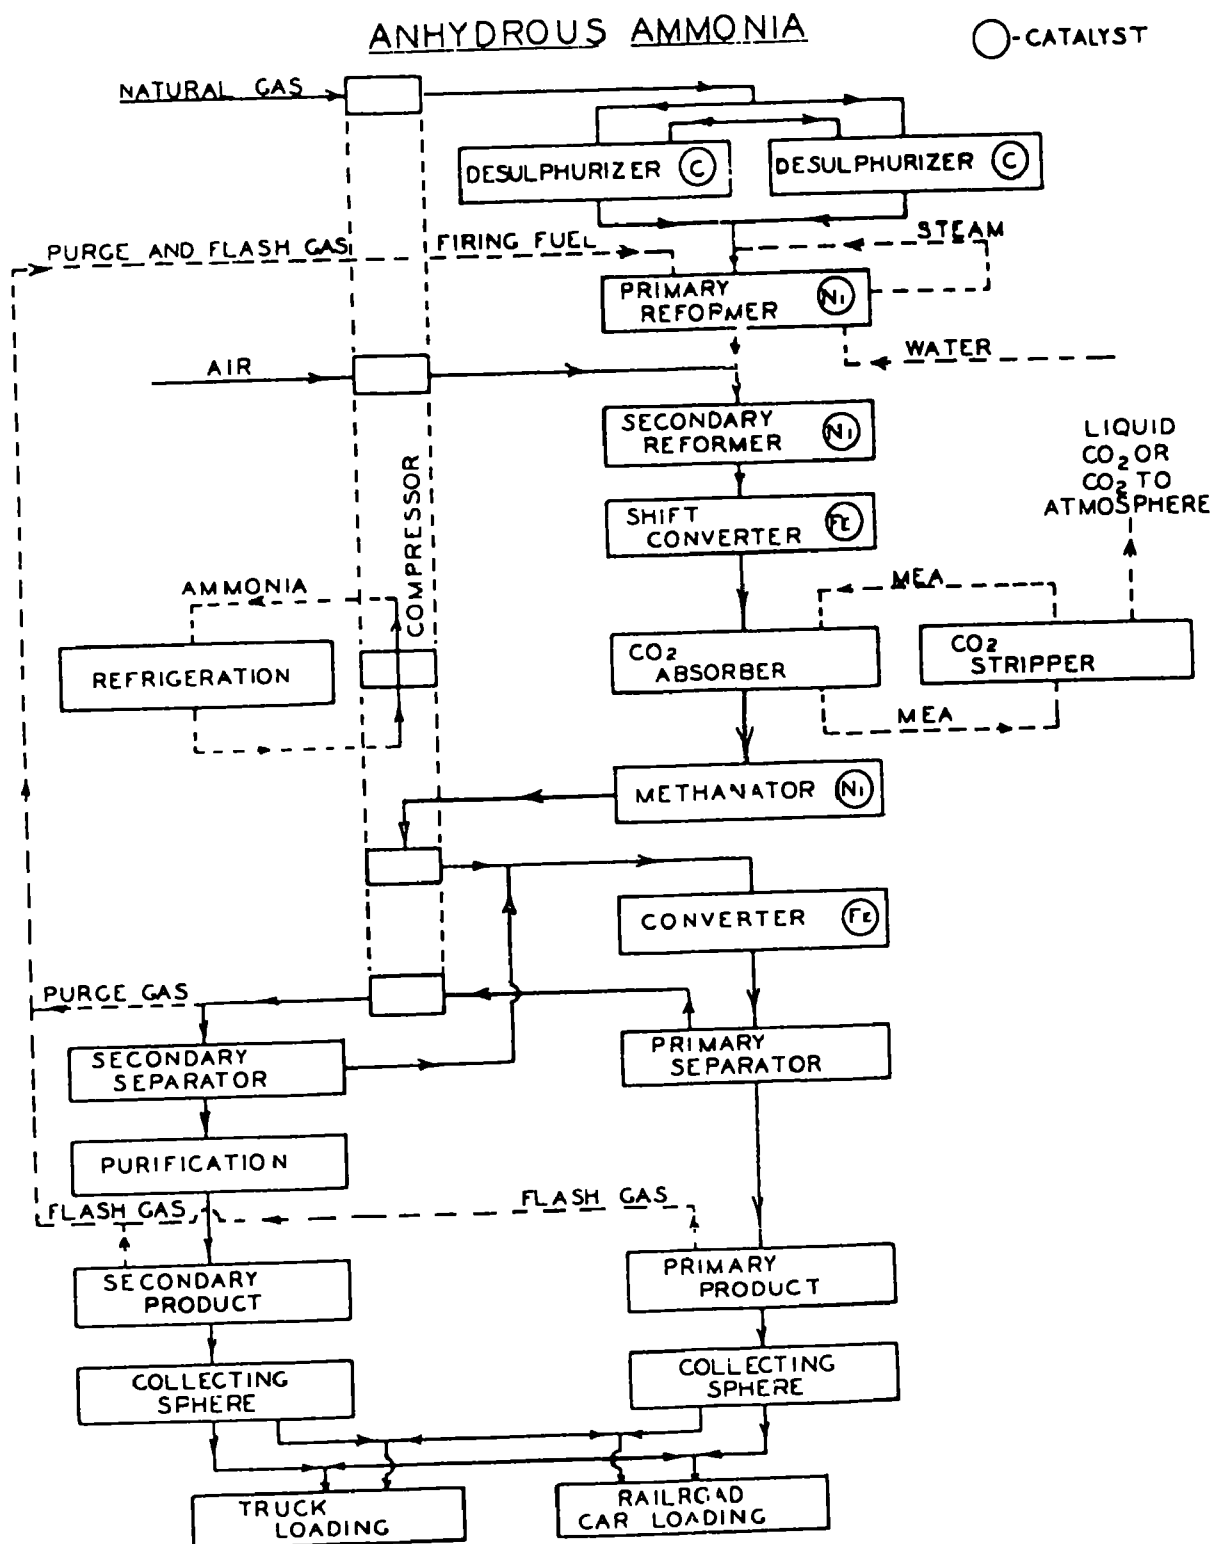 ANHYDROUS AMMONIA
-CATALYST
NATURAL GAS
DESULPHURIZER C
DESULPHURIZER C
PURGE AND FLASH GAS
FIRING FUEL
STEAM
PRIMARY
REFORMER
Ni
WATER
AIR
SECONDARY
REFORMER
Ni
LIQUID
CO2 OR
CO2 TO
ATMOSPHERE
COMPRESSOR
SHIFT
CONVERTER
FE
AMMONIA
MEA
REFRIGERATION
CO2
ABSORBER
CO2
STRIPPER
MEA
METHANATOR Ni
CONVERTER Fe
PURGE GAS
SECONDARY
SEPARATOR
PRIMARY
SEPARATOR
PURIFICATION
FLASH GAS
FLASH GAS
SECONDARY
PRODUCT
PRIMARY
PRODUCT
COLLECTING
SPHERE
COLLECTING
SPHERE
TRUCK
LOADING
RAILROAD
CAR LOADING